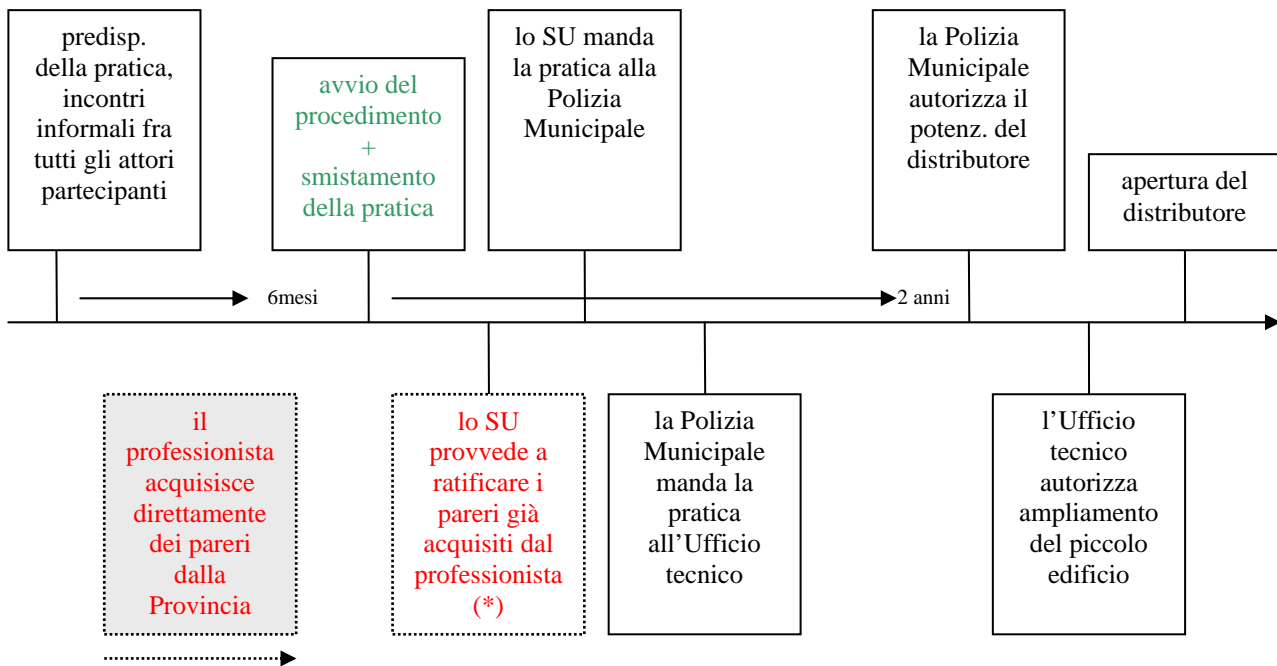 predisp.
della pratica,
incontri
informali fra
tutti gli attori
partecipanti
avvio del
procedimento
+
smistamento
della pratica
lo SU manda
la pratica alla
Polizia
Municipale
la Polizia
Municipale
autorizza il
potenz. del
distributore
apertura del
distributore
6mesi
2 anni
il
professionista
acquisisce
direttamente
dei pareri
dalla
Provincia
lo SU
provvede a
ratificare i
pareri già
acquisiti dal
professionista
(*)
la Polizia
Municipale
manda la
pratica
all’Ufficio
tecnico
l’Ufficio
tecnico
autorizza
ampliamento
del piccolo
edificio